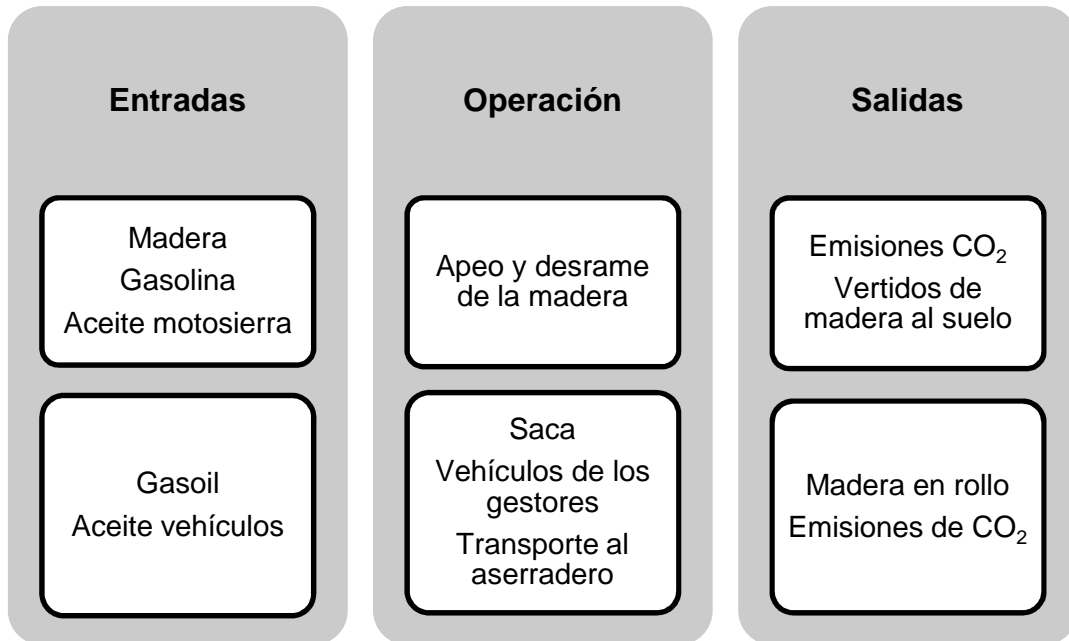 Entradas
Operación
Salidas
Madera
Gasolina
Aceite motosierra
Apeo y desrame
de la madera
Emisiones CO₂
Vertidos de
madera al suelo
Gasoil
Aceite vehículos
Saca
Vehículos de los
gestores
Transporte al
aserradero
Madera en rollo
Emisiones de CO₂